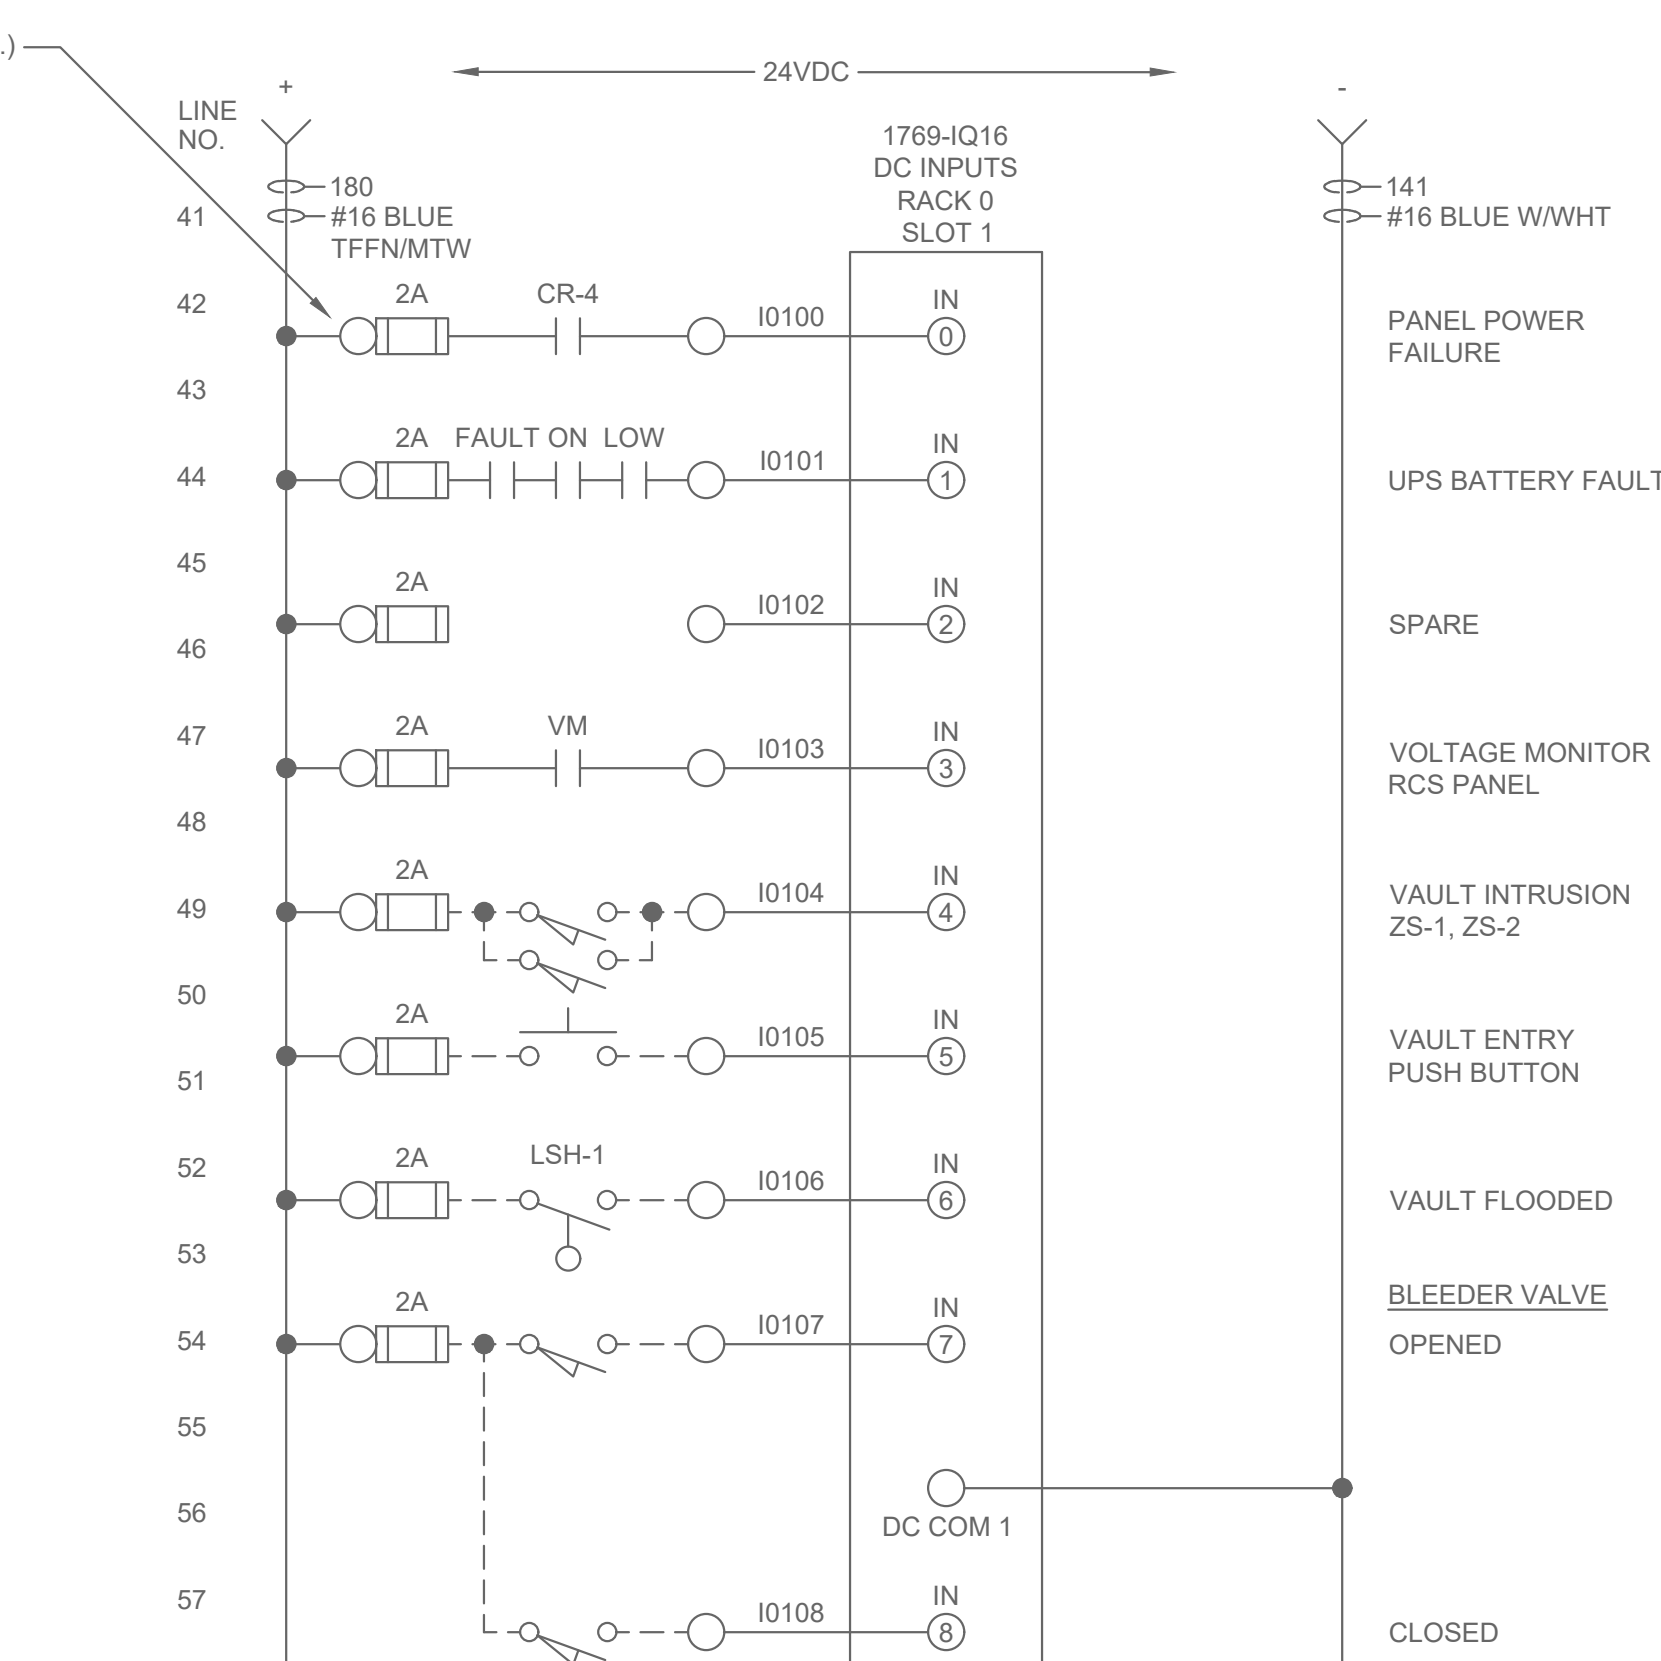 .)
24VDC
+
-
LINE
NO.
1769-IQ16
DC INPUTS
RACK 0
SLOT 1
180
141
41
#16 BLUE
TFFN/MTW
#16 BLUE W/WHT
42
2A
CR-4
I0100
IN
0
PANEL POWER
FAILURE
43
2A
FAULT ON LOW
44
I0101
IN
1
UPS BATTERY FAULT
45
2A
I0102
IN
2
SPARE
46
47
2A
VM
I0103
IN
3
VOLTAGE MONITOR
RCS PANEL
48
2A
49
I0104
IN
4
VAULT INTRUSION
ZS-1, ZS-2
50
2A
I0105
IN
5
VAULT ENTRY
PUSH BUTTON
51
52
2A
LSH-1
I0106
IN
6
VAULT FLOODED
53
BLEEDER VALVE
2A
54
I0107
IN
7
OPENED
55
56
DC COM 1
57
I0108
IN
8
CLOSED